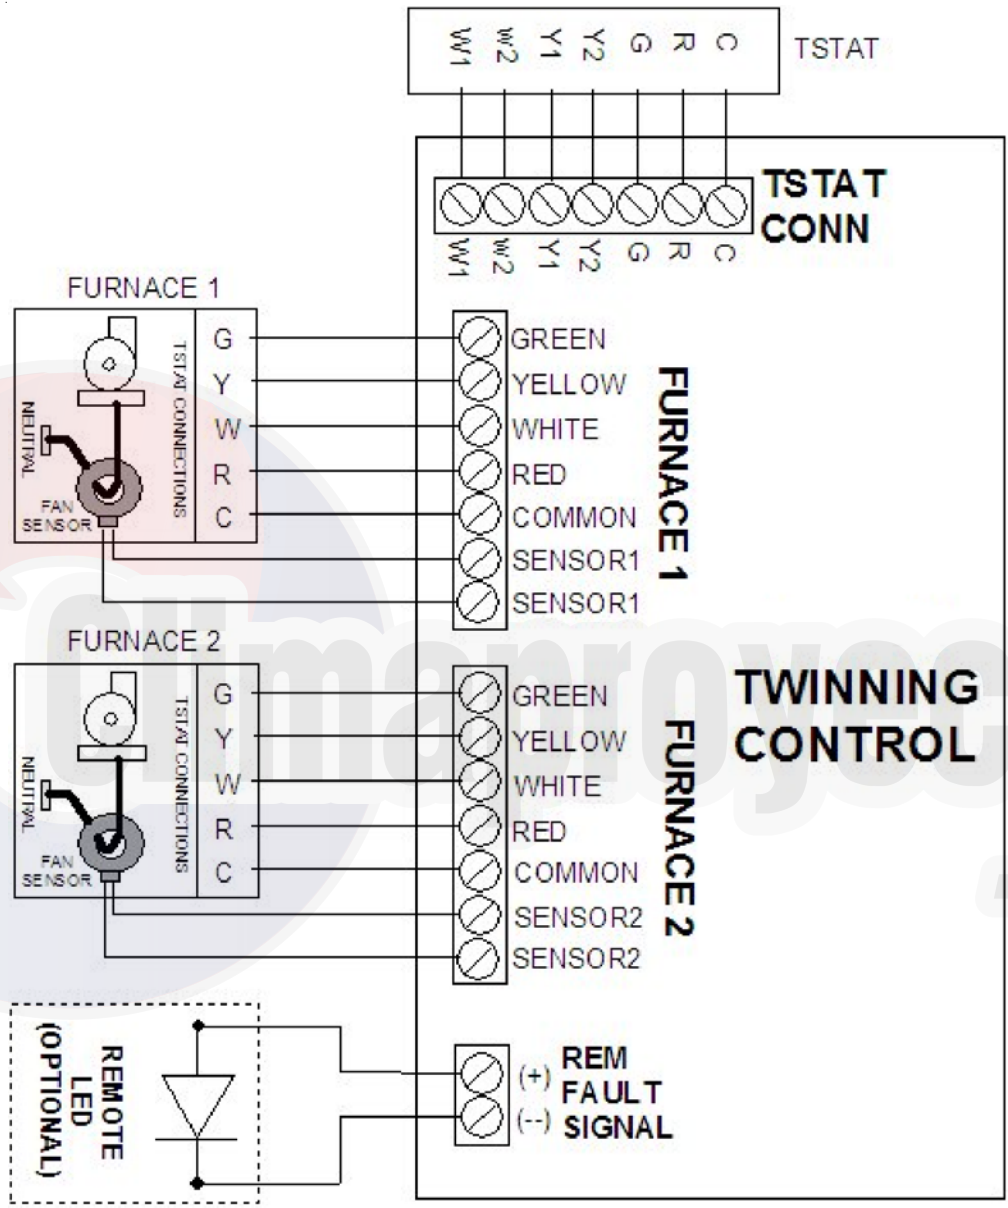 W1 W2 Y1 Y2 G R C
TSTAT
TSTAT
CONN
W1 W2 Y1 Y2 G R C
FURNACE 1
G
Y
W
R
C
TSTAT CONNECTIONS
NEUTRAL
FAN
SENSOR
GREEN
YELLOW
WHITE
RED
COMMON
SENSOR1
SENSOR1
FURNACE 1
FURNACE 2
G
Y
W
R
C
TSTAT CONNECTIONS
NEUTRAL
FAN
SENSOR
GREEN
YELLOW
WHITE
RED
COMMON
SENSOR2
SENSOR2
FURNACE 2
TWINNING
CONTROL
REMOTE
LED
(OPTIONAL)
(+)
(--)
REM
FAULT
SIGNAL
Climaproyec